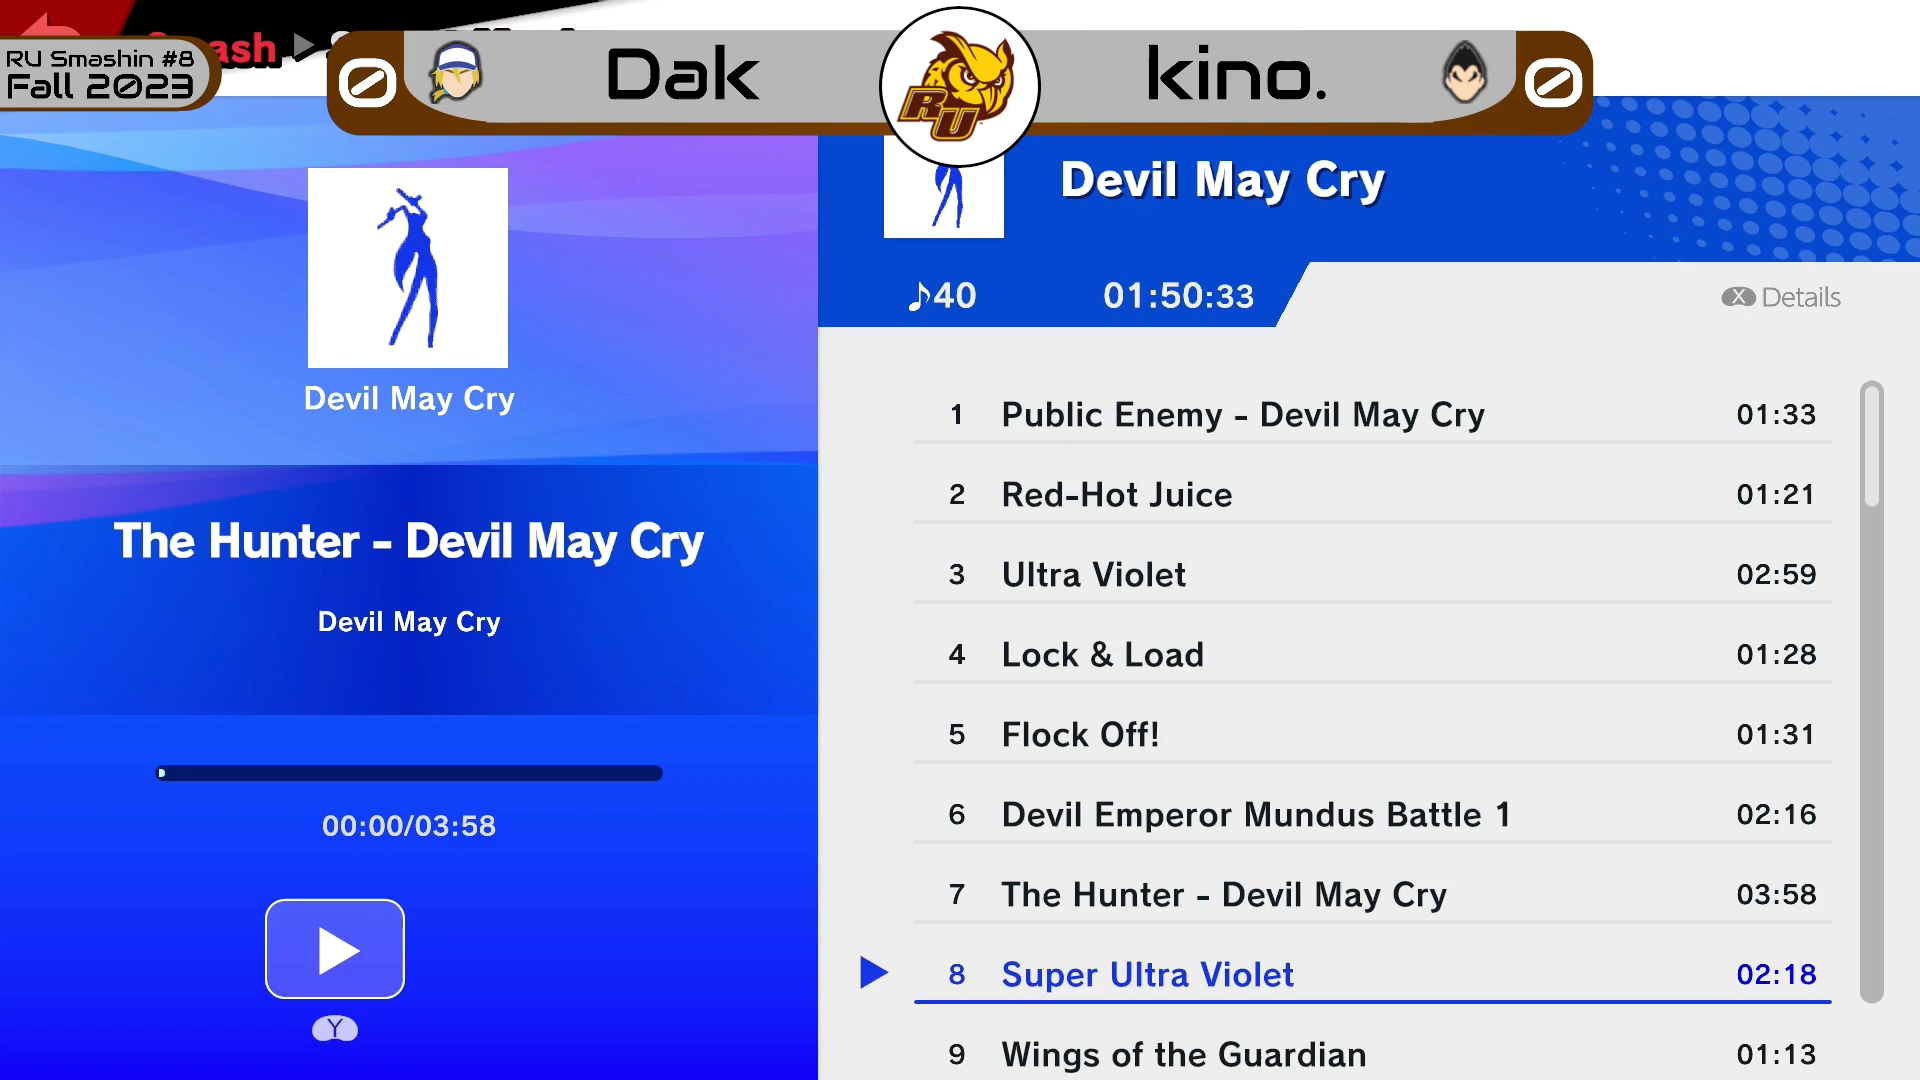 RU Smashin #8
Fall 2023
0
Dak
RU
kino.
0
Devil May Cry
Devil May Cry
♪40
01:50:33
X Details
The Hunter - Devil May Cry
Devil May Cry
00:00/03:58
Y
1 Public Enemy - Devil May Cry 01:33
2 Red-Hot Juice 01:21
3 Ultra Violet 02:59
4 Lock & Load 01:28
5 Flock Off! 01:31
6 Devil Emperor Mundus Battle 1 02:16
7 The Hunter - Devil May Cry 03:58
8 Super Ultra Violet 02:18
9 Wings of the Guardian 01:13